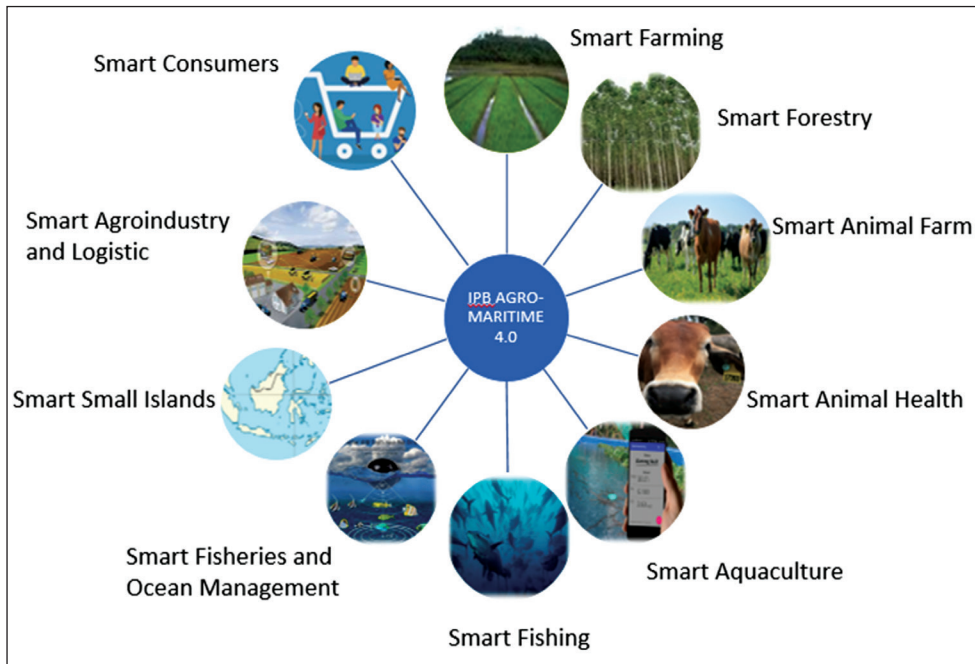 Smart Farming
Smart Consumers
Smart Forestry
Smart Agroindustry
and Logistic
Smart Animal Farm
IPB AGRO-
MARITIME
4.0
Smart Small Islands
Smart Animal Health
Smart Fisheries and
Ocean Management
Smart Aquaculture
Smart Fishing